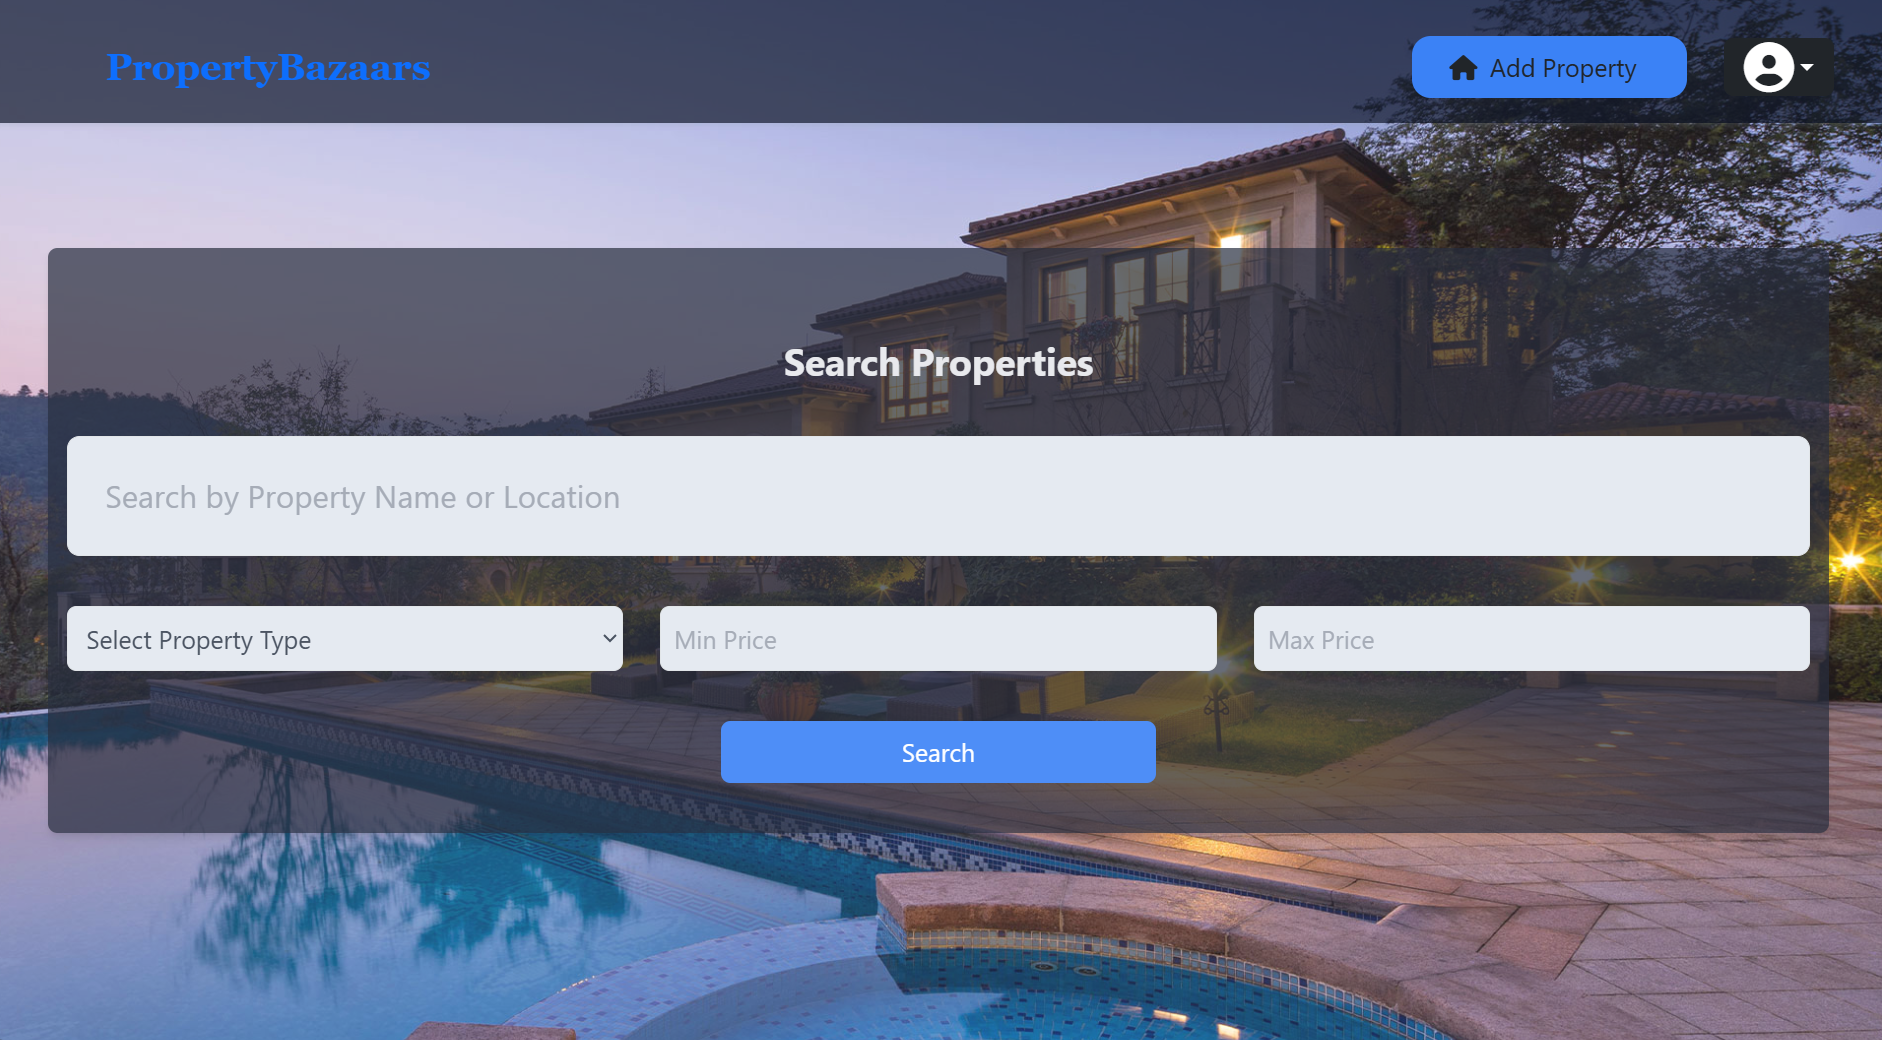 PropertyBazaars
Add Property
Search Properties
Search by Property Name or Location
Select Property Type
Min Price
Max Price
Search